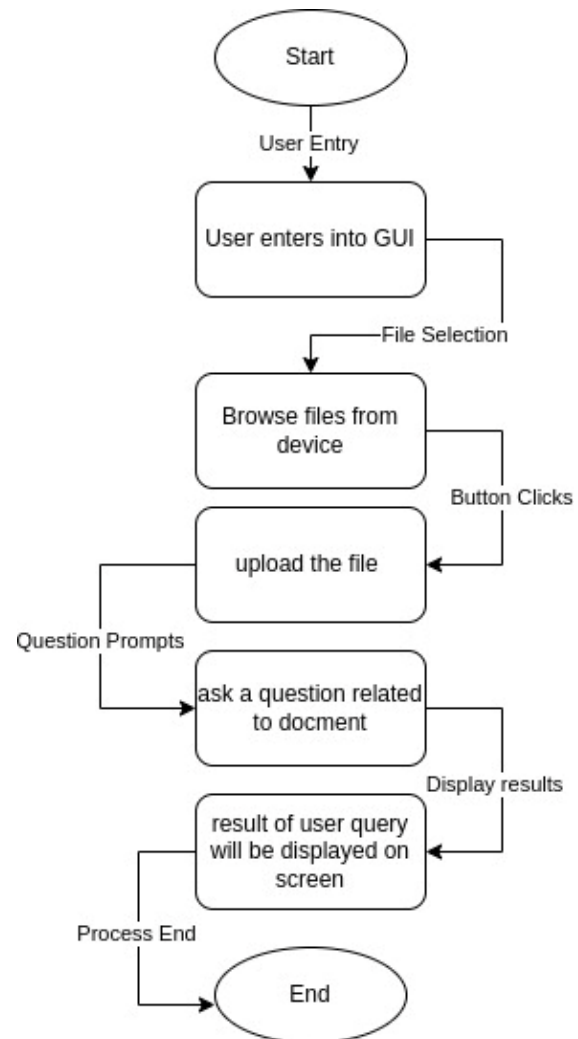 Start
User Entry
User enters into GUI
File Selection
Browse files from
device
Button Clicks
upload the file
Question Prompts
ask a question related
to docment
Display results
result of user query
will be displayed on
screen
Process End
End